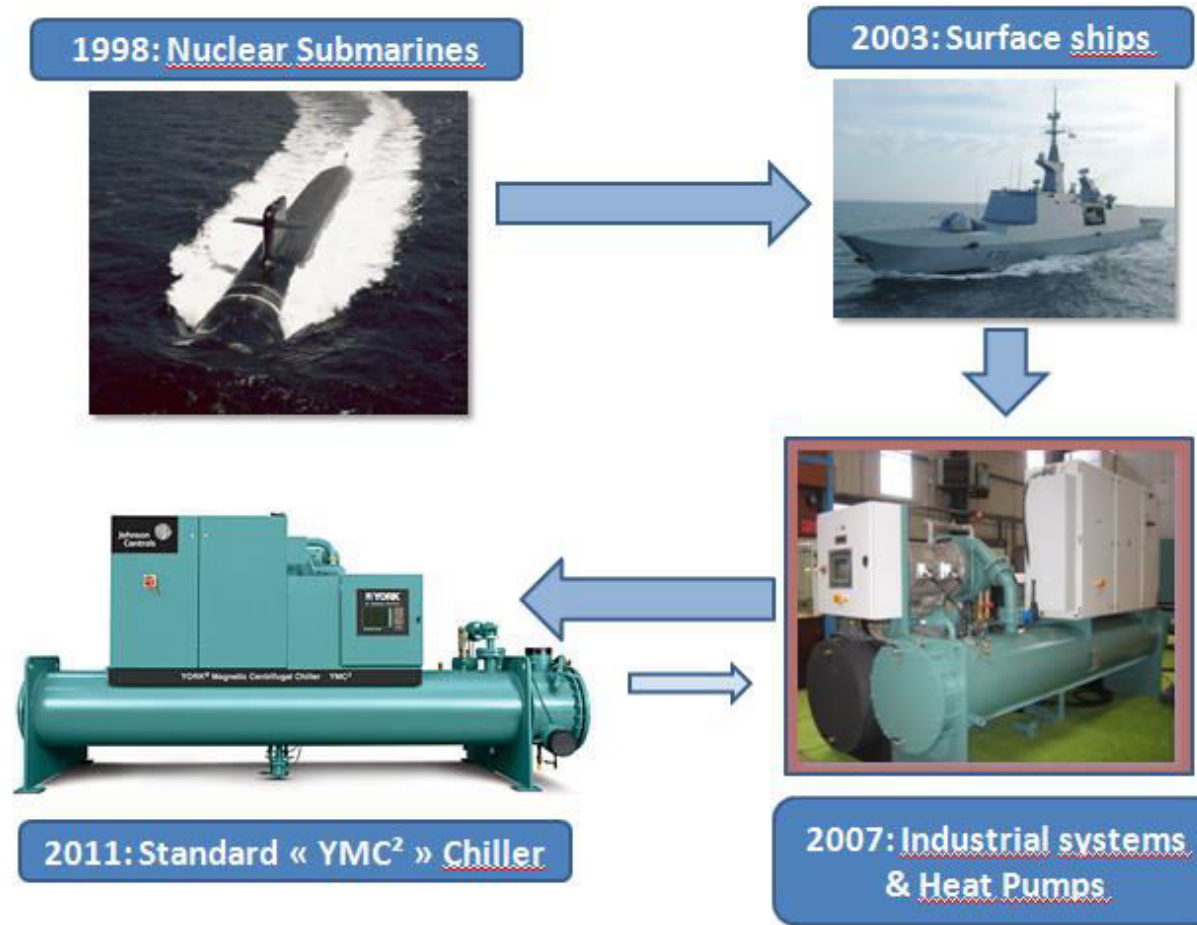 1998: Nuclear Submarines
2003: Surface ships
Johnson
Controls
YORK
YORK® Magnetic Centrifugal Chiller YMC²
2011: Standard « YMC² » Chiller
2007: Industrial systems
& Heat Pumps